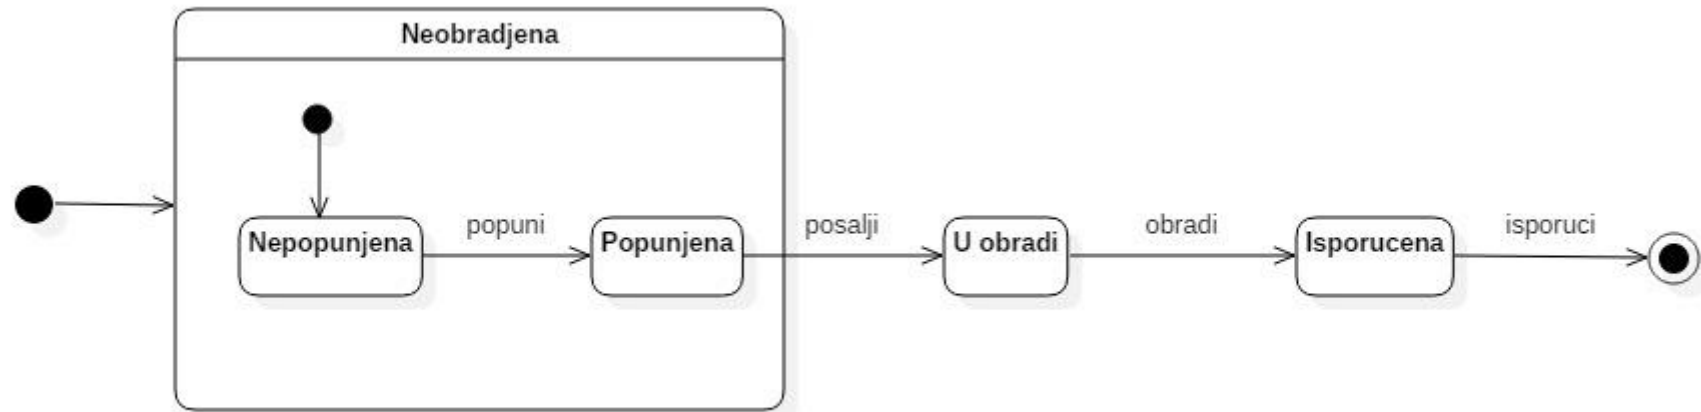 Neobradjena
Nepopunjena
popuni
Popunjena
posalji
U obradi
obradi
Isporucena
isporuci